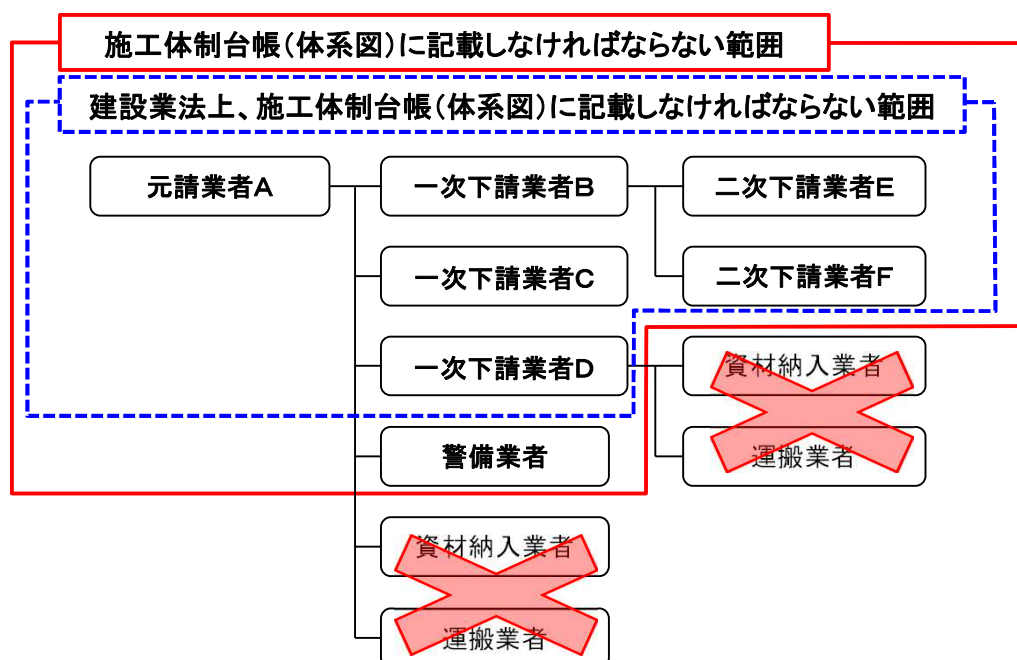 施工体制台帳(体系図)に記載しなければならない範囲
建設業法上、施工体制台帳(体系図)に記載しなければならない範囲
元請業者A
一次下請業者B
二次下請業者E
一次下請業者C
二次下請業者F
一次下請業者D
資材納入業者
警備業者
運搬業者
資材納入業者
運搬業者